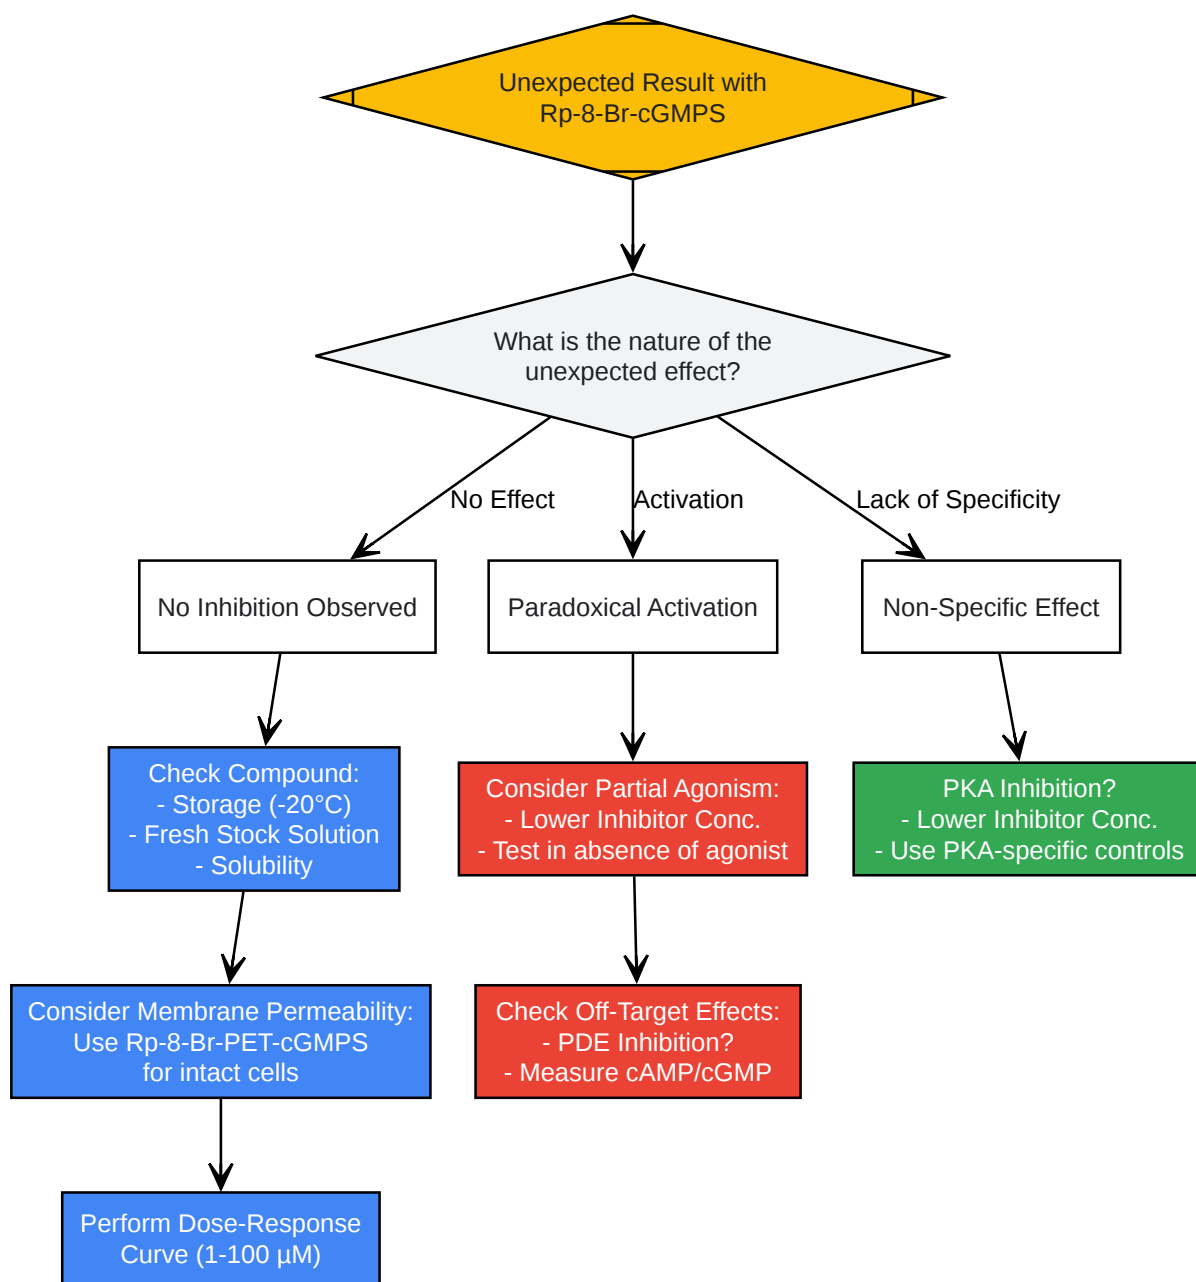 Unexpected Result with
Rp-8-Br-cGMPS
What is the nature of the
unexpected effect?
No Effect
Activation
Lack of Specificity
No Inhibition Observed
Paradoxical Activation
Non-Specific Effect
Check Compound:
- Storage (-20°C)
- Fresh Stock Solution
- Solubility
Consider Partial Agonism:
- Lower Inhibitor Conc.
- Test in absence of agonist
PKA Inhibition?
- Lower Inhibitor Conc.
- Use PKA-specific controls
Consider Membrane Permeability:
Use Rp-8-Br-PET-cGMPS
for intact cells
Check Off-Target Effects:
- PDE Inhibition?
- Measure cAMP/cGMP
Perform Dose-Response
Curve (1-100 µM)